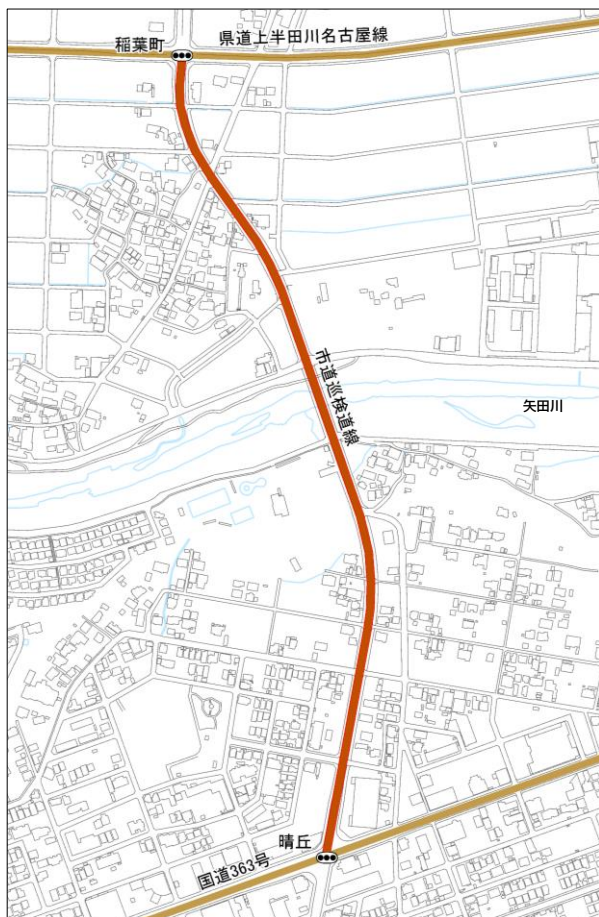 稲葉町
県道上半田川名古屋線
市道巡検道線
矢田川
晴丘
国道363号